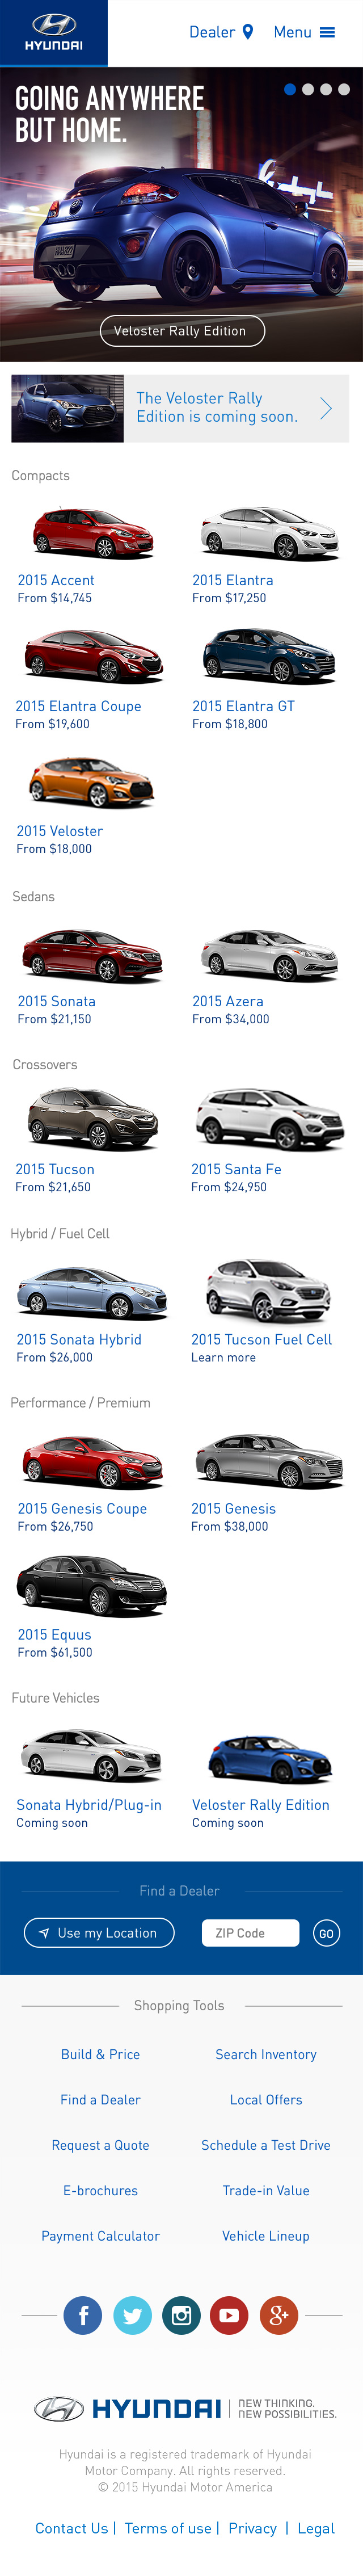 HYUNDAI
Dealer
Menu
GOING ANYWHERE
BUT HOME.
Veloster Rally Edition
The Veloster Rally
Edition is coming soon.
Compacts
2015 Accent
From $14,745
2015 Elantra
From $17,250
2015 Elantra Coupe
From $19,600
2015 Elantra GT
From $18,800
2015 Veloster
From $18,000
Sedans
2015 Sonata
From $21,150
2015 Azera
From $34,000
Crossovers
2015 Tucson
From $21,650
2015 Santa Fe
From $24,950
Hybrid / Fuel Cell
2015 Sonata Hybrid
From $26,000
2015 Tucson Fuel Cell
Learn more
Performance / Premium
2015 Genesis Coupe
From $26,750
2015 Genesis
From $38,000
2015 Equus
From $61,500
Future Vehicles
Sonata Hybrid/Plug-in
Coming soon
Veloster Rally Edition
Coming soon
Find a Dealer
Use my Location
ZIP Code
GO
Shopping Tools
Build & Price
Search Inventory
Find a Dealer
Local Offers
Request a Quote
Schedule a Test Drive
E-brochures
Trade-in Value
Payment Calculator
Vehicle Lineup
HYUNDAI
NEW THINKING.
NEW POSSIBILITIES.
Hyundai is a registered trademark of Hyundai
Motor Company. All rights reserved.
© 2015 Hyundai Motor America
Contact Us | Terms of use | Privacy | Legal